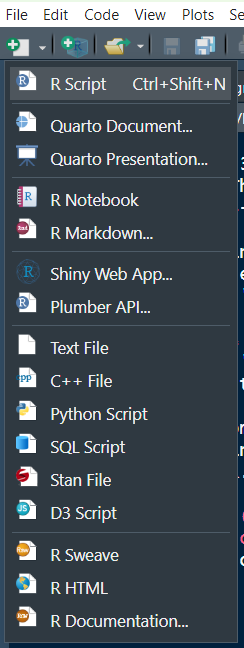 File Edit Code View Plots Session
R Script Ctrl+Shift+N
Quarto Document...
Quarto Presentation...
R Notebook
R Markdown...
Shiny Web App...
Plumber API...
Text File
C++ File
Python Script
SQL Script
Stan File
D3 Script
R Sweave
R HTML
R Documentation...